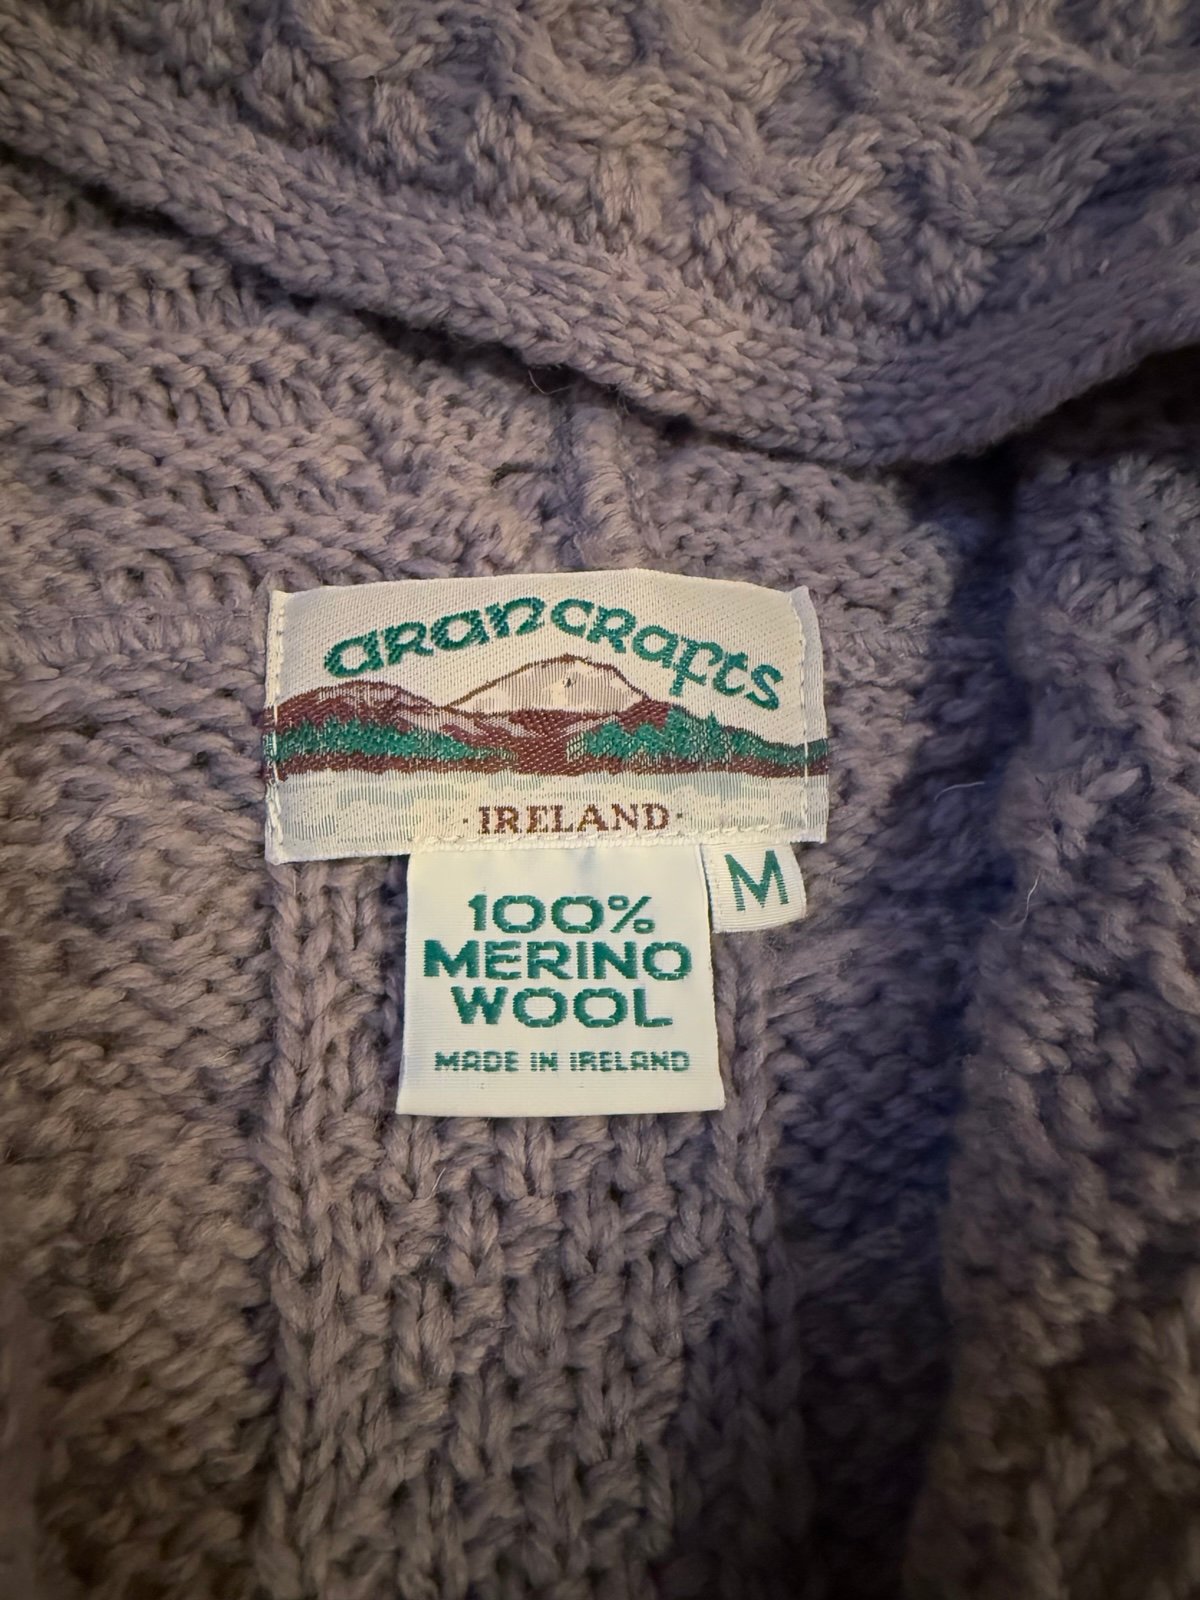 aranCRafts
·IRELAND·
M
100%
MERINO
WOOL
MADE IN IRELAND